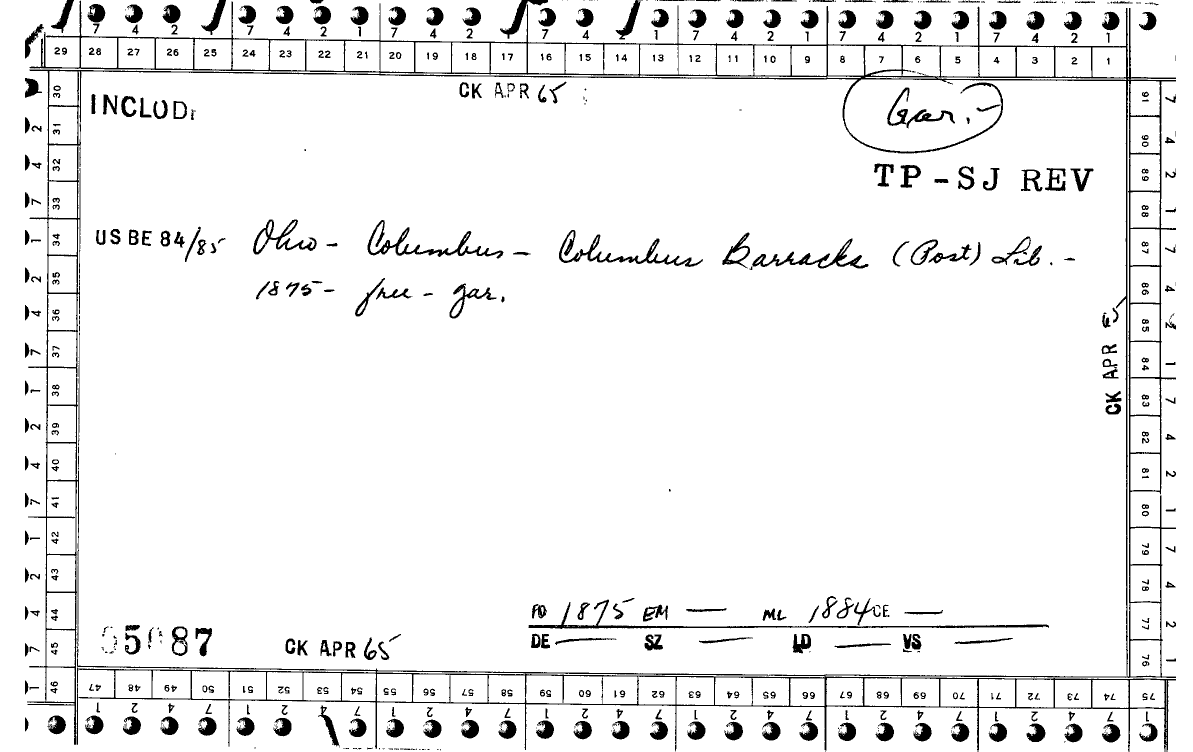 7 4 2 1 7 4 2 1 7 4 2 1 7 4 2 1 7 4 2 1 7 4 2 1 7 4 2 1
29 28 27 26 25 24 23 22 21 20 19 18 17 16 15 14 13 12 11 10 9 8 7 6 5 4 3 2 1
CK APR 65
INCLOD
Gar.-
TP-SJ REV
US BE 84/85 Ohio - Columbus - Columbus Barracks (Post) Lib. -
1875 - free - gar.
CK APR
FD 1875 EM — ML 1884 CE —
DE — SZ — LD — VS —
55087
CK APR 65
30 31 32 33 34 35 36 37 38 39 40 41 42 43 44 45 46
91 90 89 88 87 86 85 84 83 82 81 80 79 78 77 76 75
47 48 49 50 51 52 53 54 55 56 57 58 59 60 61 62 63 64 65 66 67 68 69 70 71 72 73 74
1 2 4 7 1 2 4 7 1 2 4 7 1 2 4 7 1 2 4 7 1 2 4 7 1 2 4 7 1